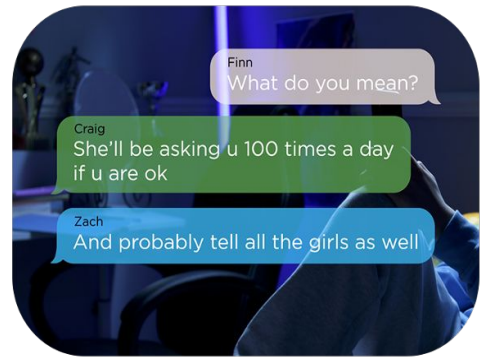 Finn
What do you mean?
Craig
She'll be asking u 100 times a day
if u are ok
Zach
And probably tell all the girls as well